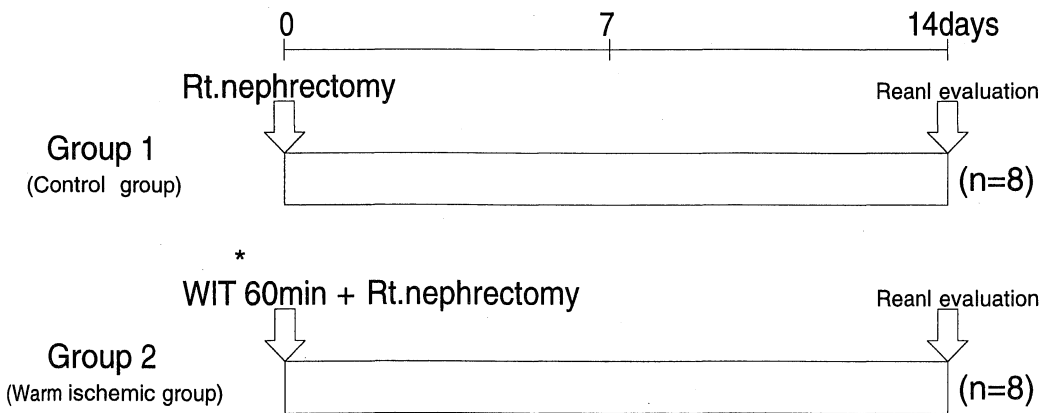 0 7 14days
Rt.nephrectomy
Reanl evaluation
Group 1
(Control group)
(n=8)
*
WIT 60min + Rt.nephrectomy
Reanl evaluation
Group 2
(Warm ischemic group)
(n=8)